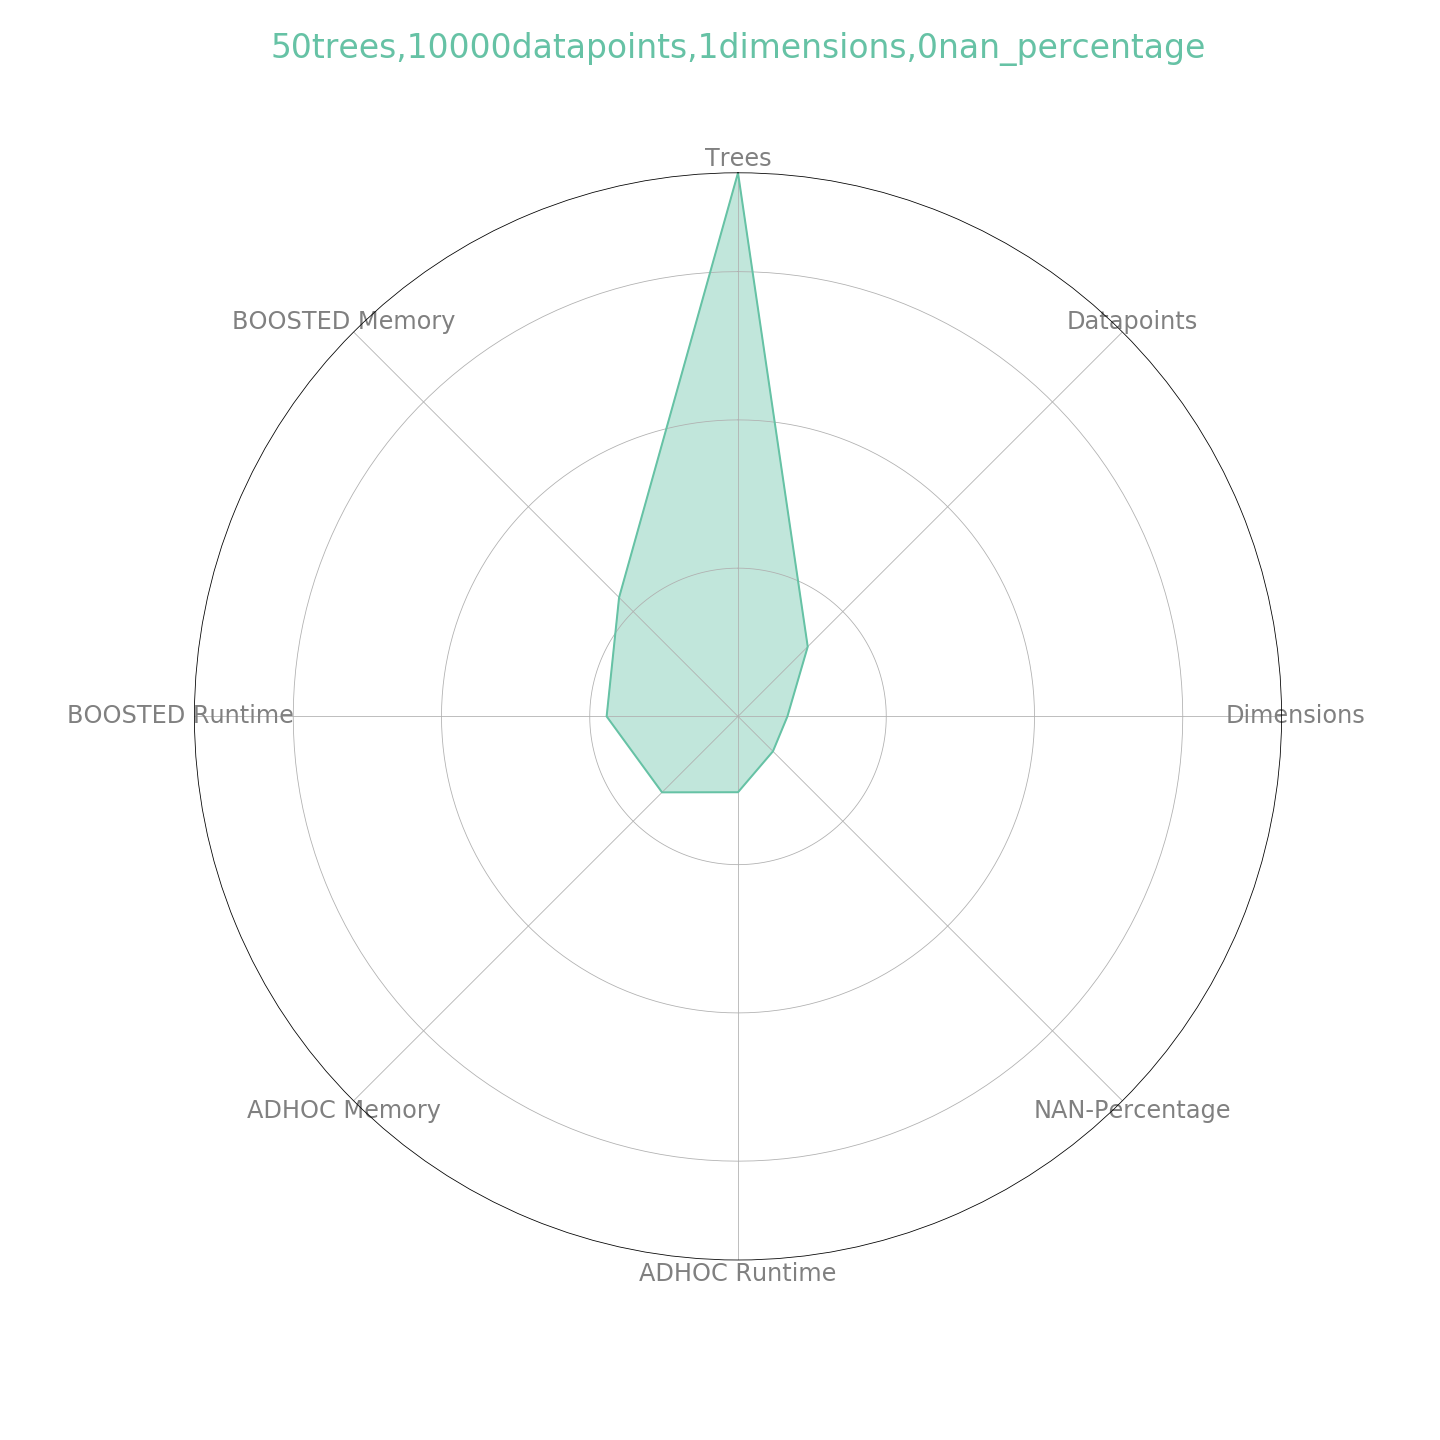 50trees,10000datapoints,1dimensions,0nan_percentage
Trees
BOOSTED Memory
Datapoints
BOOSTED Runtime
Dimensions
ADHOC Memory
NAN-Percentage
ADHOC Runtime